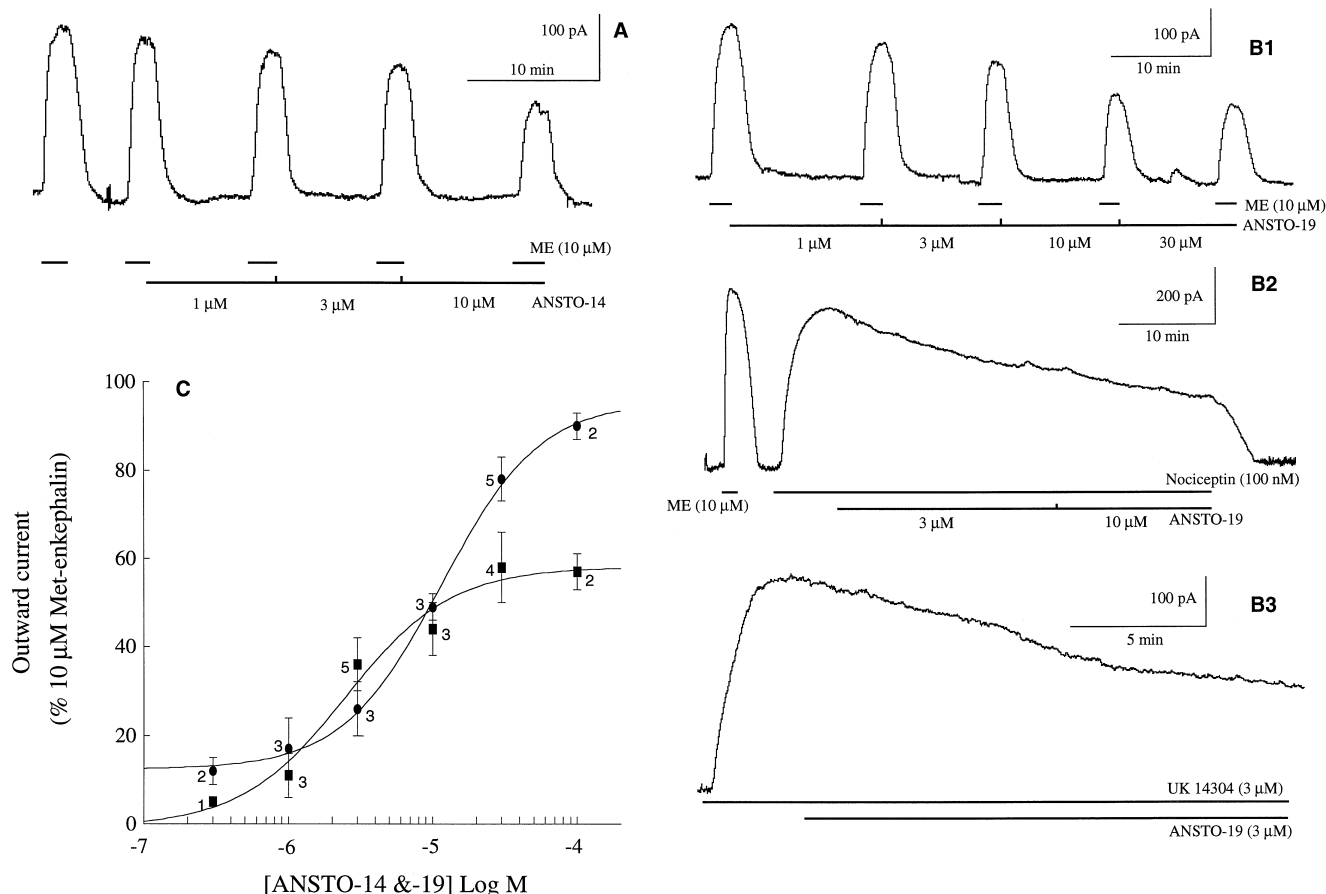 A
100 pA
10 min
ME (10 µM)
1 µM
3 µM
10 µM
ANSTO-14
B1
100 pA
10 min
ME (10 µM)
ANSTO-19
1 µM
3 µM
10 µM
30 µM
B2
200 pA
10 min
Nociceptin (100 nM)
ME (10 µM)
3 µM
10 µM
ANSTO-19
B3
100 pA
5 min
UK 14304 (3 µM)
ANSTO-19 (3 µM)
C
Outward current
(% 10 µM Met-enkephalin)
100
80
60
40
20
0
2
5
4
2
3
3
5
3
3
3
2
1
-7
-6
-5
-4
[ANSTO-14 &-19] Log M